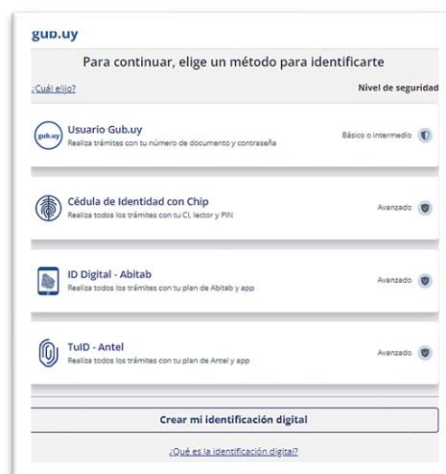 gub.uy
Para continuar, elige un método para identificarte
¿Cuál elijo?
Nivel de seguridad
gub.uy
Usuario Gub.uy
Realiza trámites con tu número de documento y contraseña
Básico o intermedio
Cédula de Identidad con Chip
Realiza todos los trámites con tu CI, lector y PIN
Avanzado
ID Digital - Abitab
Realiza todos los trámites con tu plan de Abitab y app
Avanzado
TuID - Antel
Realiza todos los trámites con tu plan de Antel y app
Avanzado
Crear mi identificación digital
¿Qué es la identificación digital?